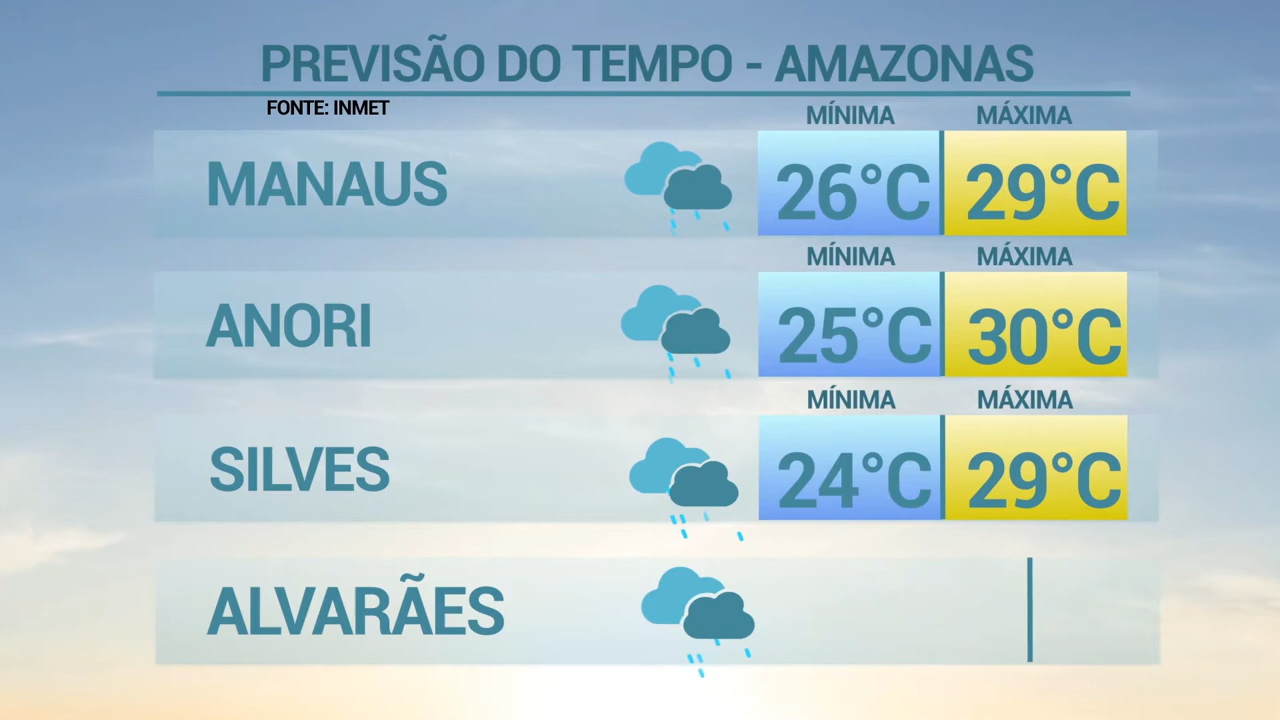 PREVISÃO DO TEMPO - AMAZONAS
FONTE: INMET
MÍNIMA MÁXIMA
MANAUS 26°C 29°C
MÍNIMA MÁXIMA
ANORI 25°C 30°C
MÍNIMA MÁXIMA
SILVES 24°C 29°C
ALVARÃES